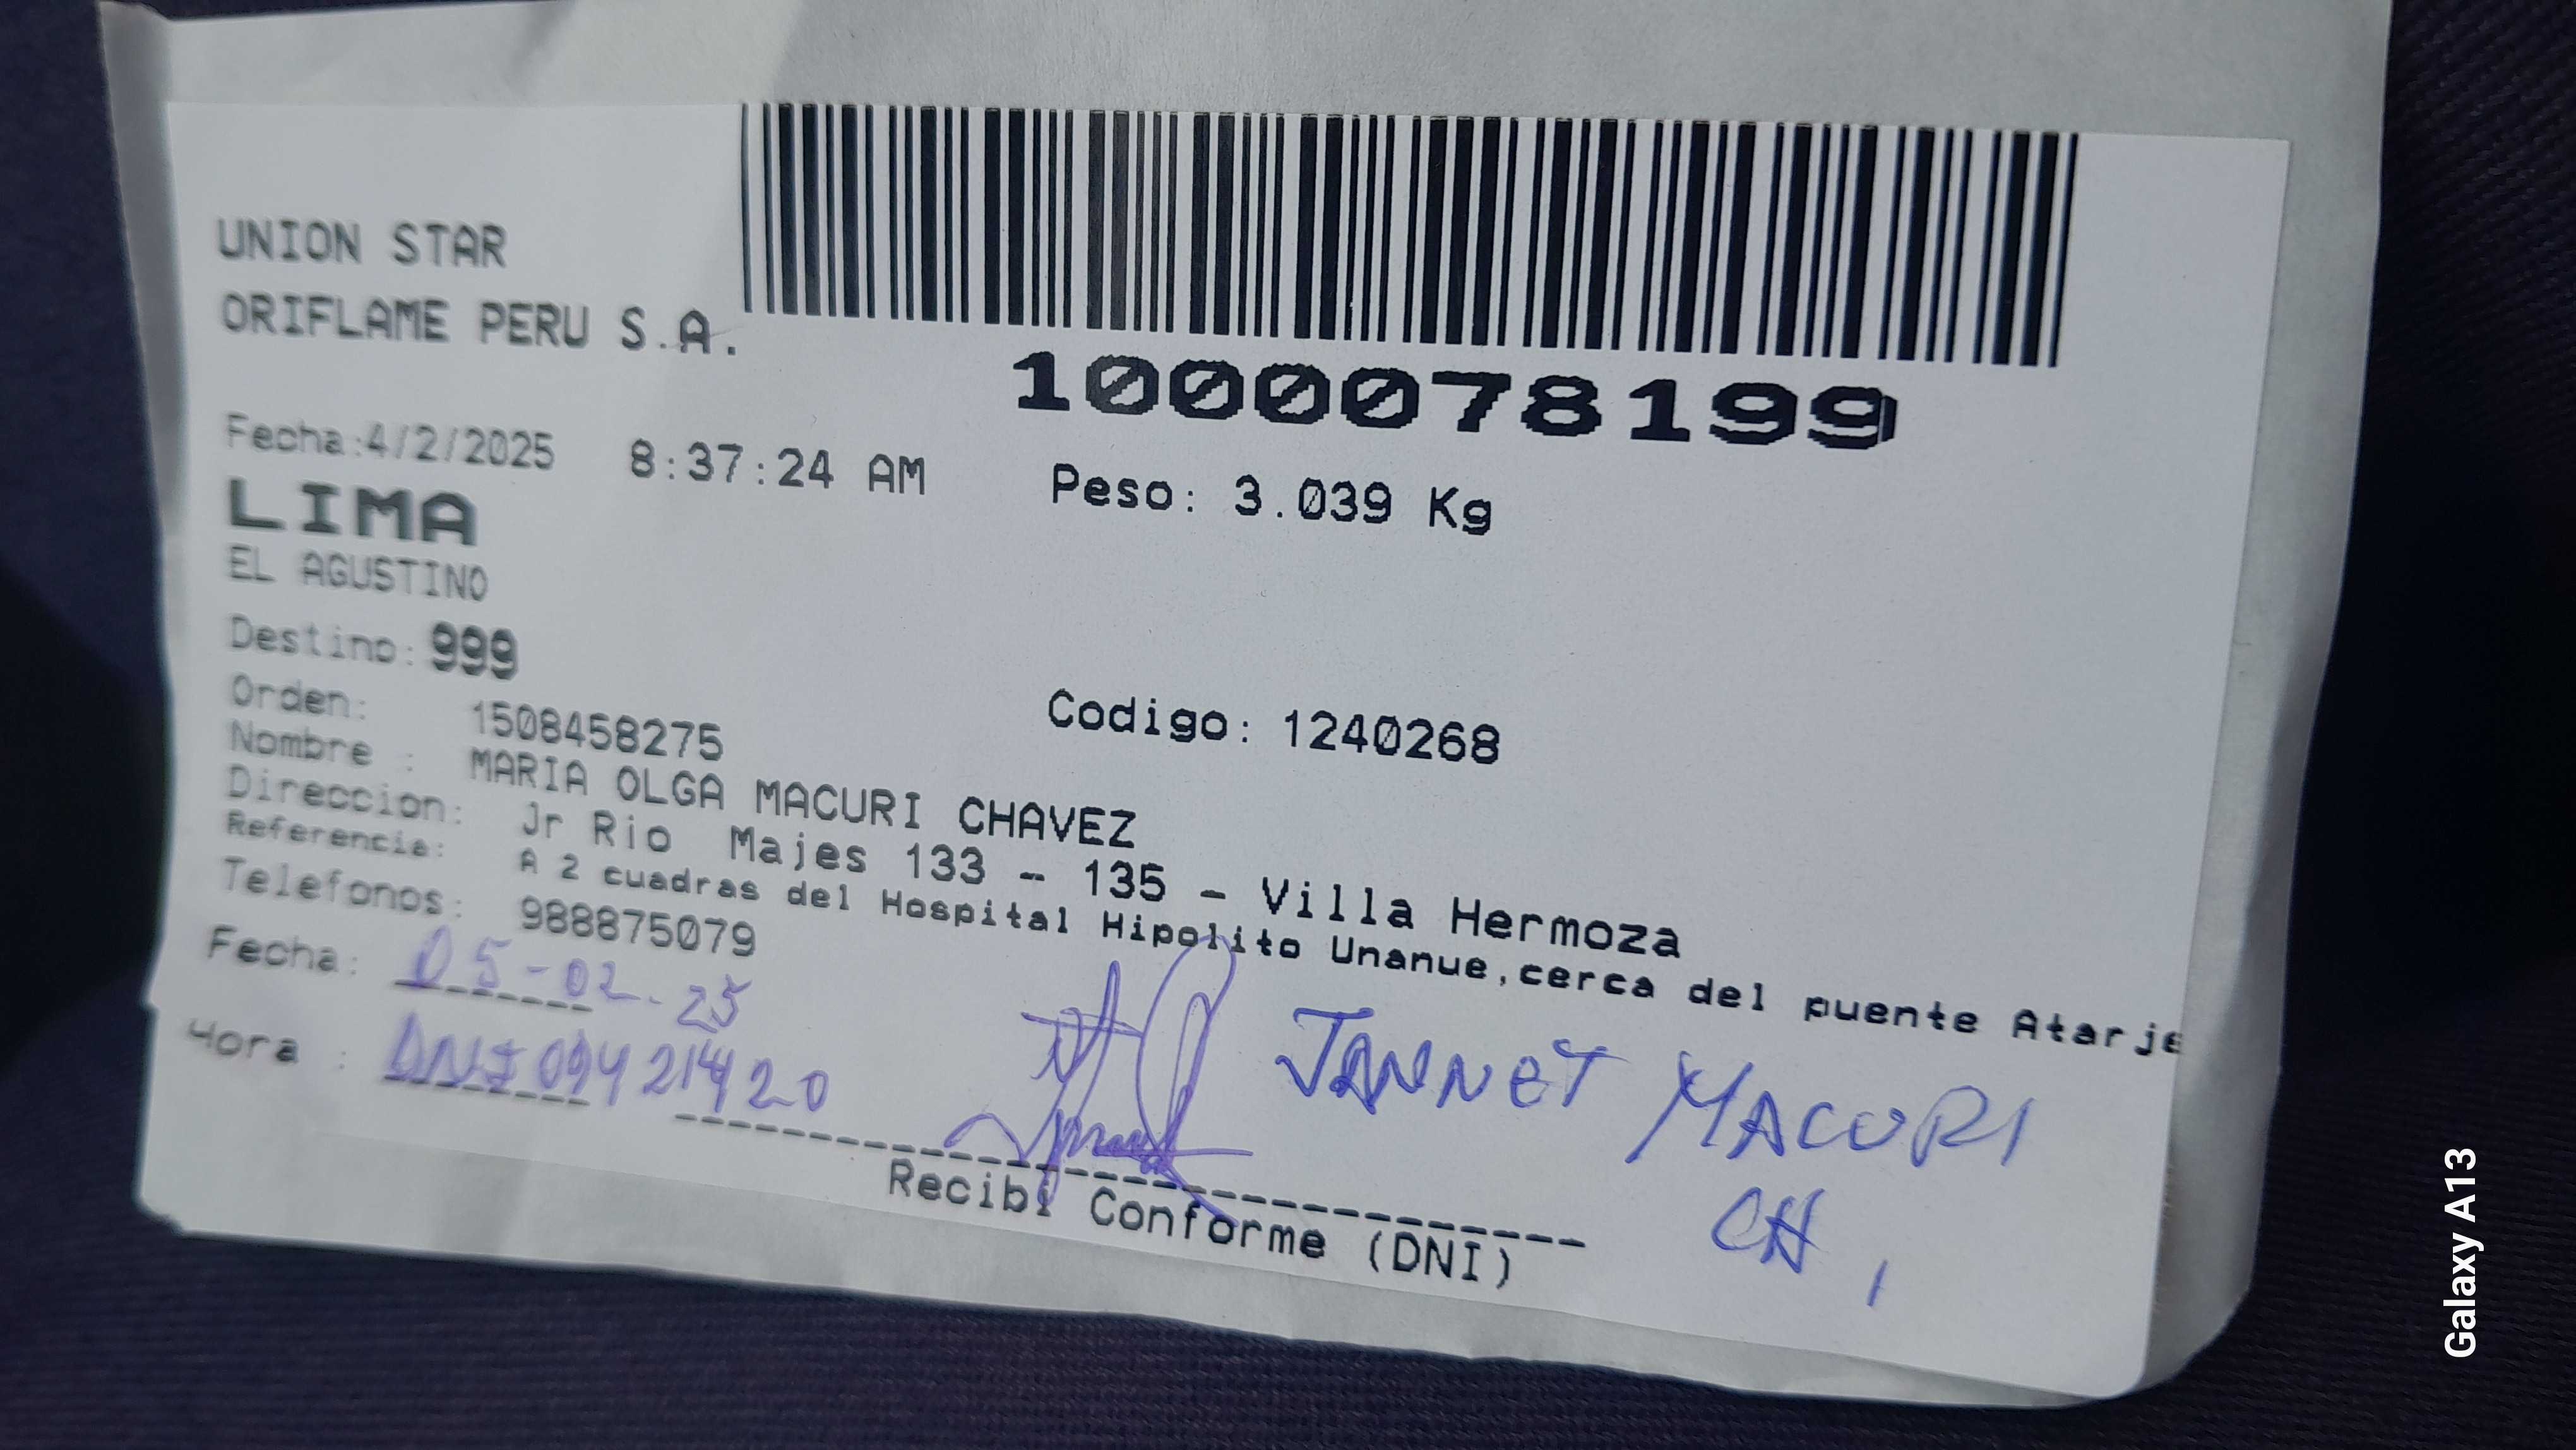 UNION STAR
ORIFLAME PERU S.A.
1000078199
Fecha:4/2/2025 8:37:24 AM
Peso: 3.039 Kg
LIMA
EL AGUSTINO
Destino: 999
Orden: 1508458275
Codigo: 1240268
Nombre : MARIA OLGA MACURI CHAVEZ
Direccion: Jr Rio Majes 133 - 135 - Villa Hermoza
Referencia: A 2 cuadras del Hospital Hipolito Unanue,cerca del puente Atarje
Telefonos: 988875079
Fecha: 05-02-25
Hora : DNI 09421420
JANNET MACURI
CH,
Recibi Conforme (DNI)
Galaxy A13